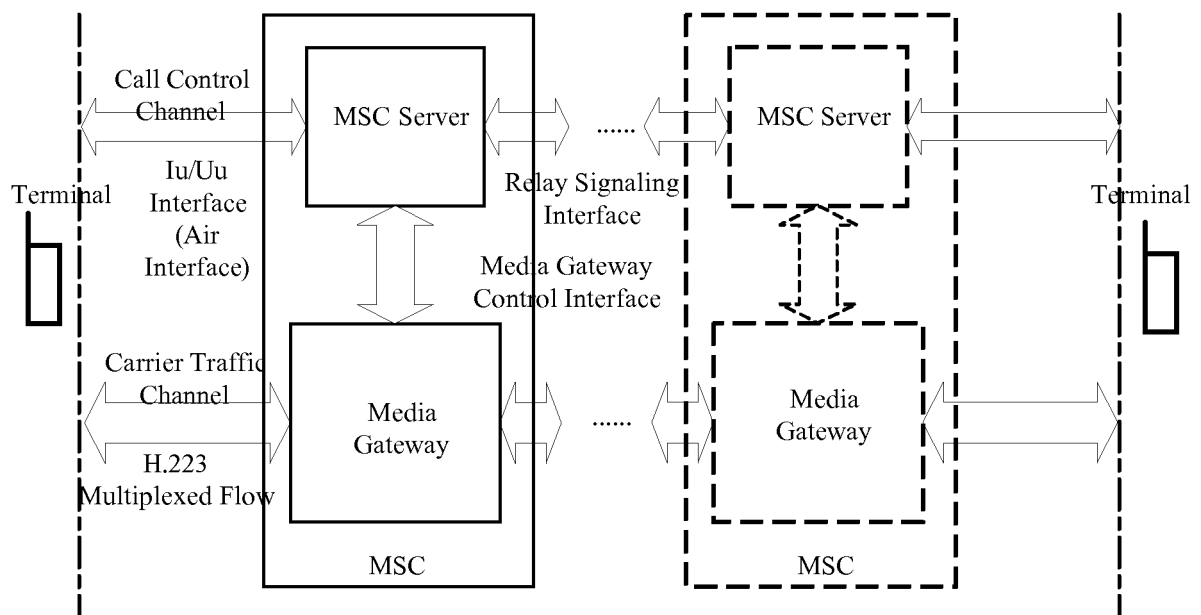 Call Control
Channel
MSC Server
......
MSC Server
Iu/Uu
Interface
(Air
Interface)
Terminal
Relay Signaling
Interface
Terminal
Media Gateway
Control Interface
Carrier Traffic
Channel
Media
Gateway
......
Media
Gateway
H.223
Multiplexed Flow
MSC
MSC